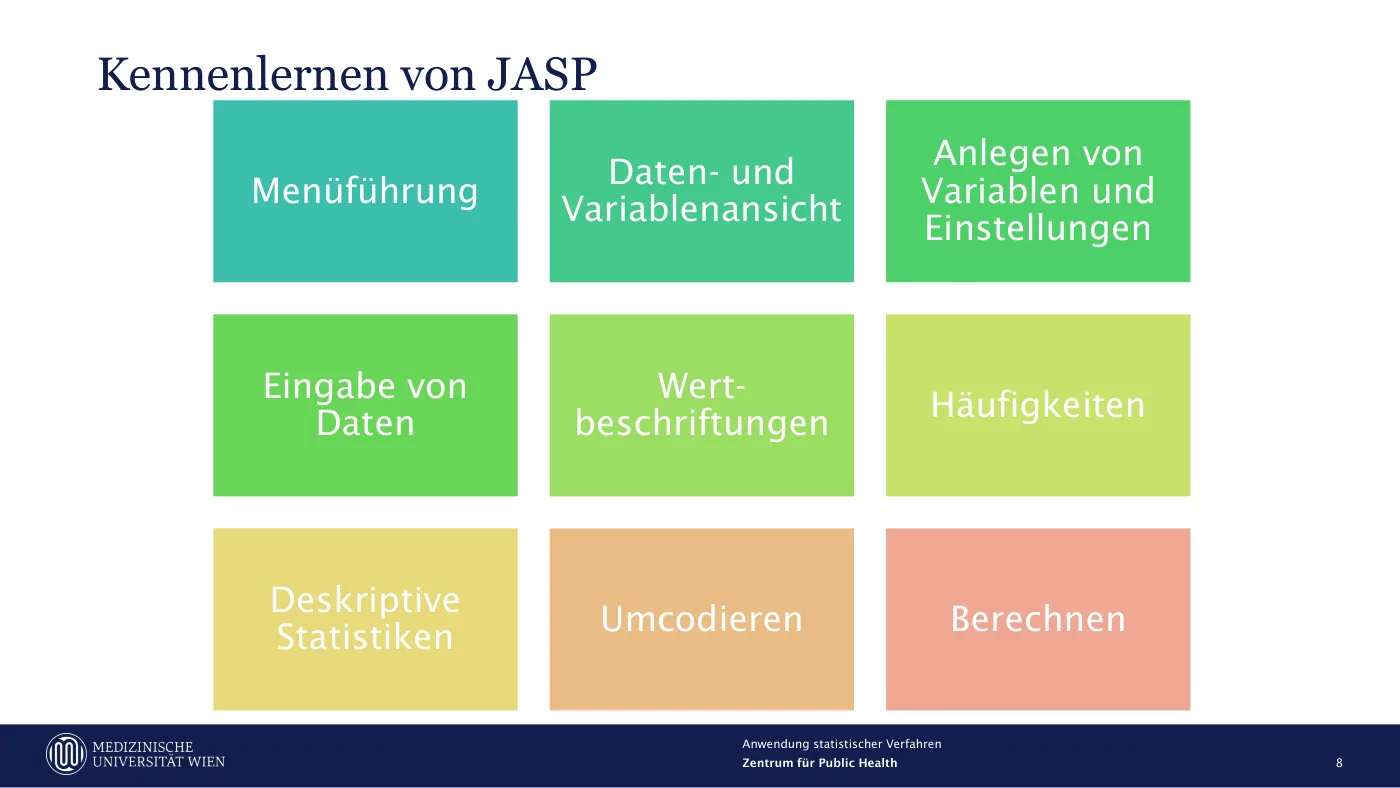 Kennenlernen von JASP
Menüführung
Daten- und
Variablenansicht
Anlegen von
Variablen und
Einstellungen
Eingabe von
Daten
Wert-
beschriftungen
Häufigkeiten
Deskriptive
Statistiken
Umcodieren
Berechnen
MEDIZINISCHE
UNIVERSITÄT WIEN
Anwendung statistischer Verfahren
Zentrum für Public Health
8